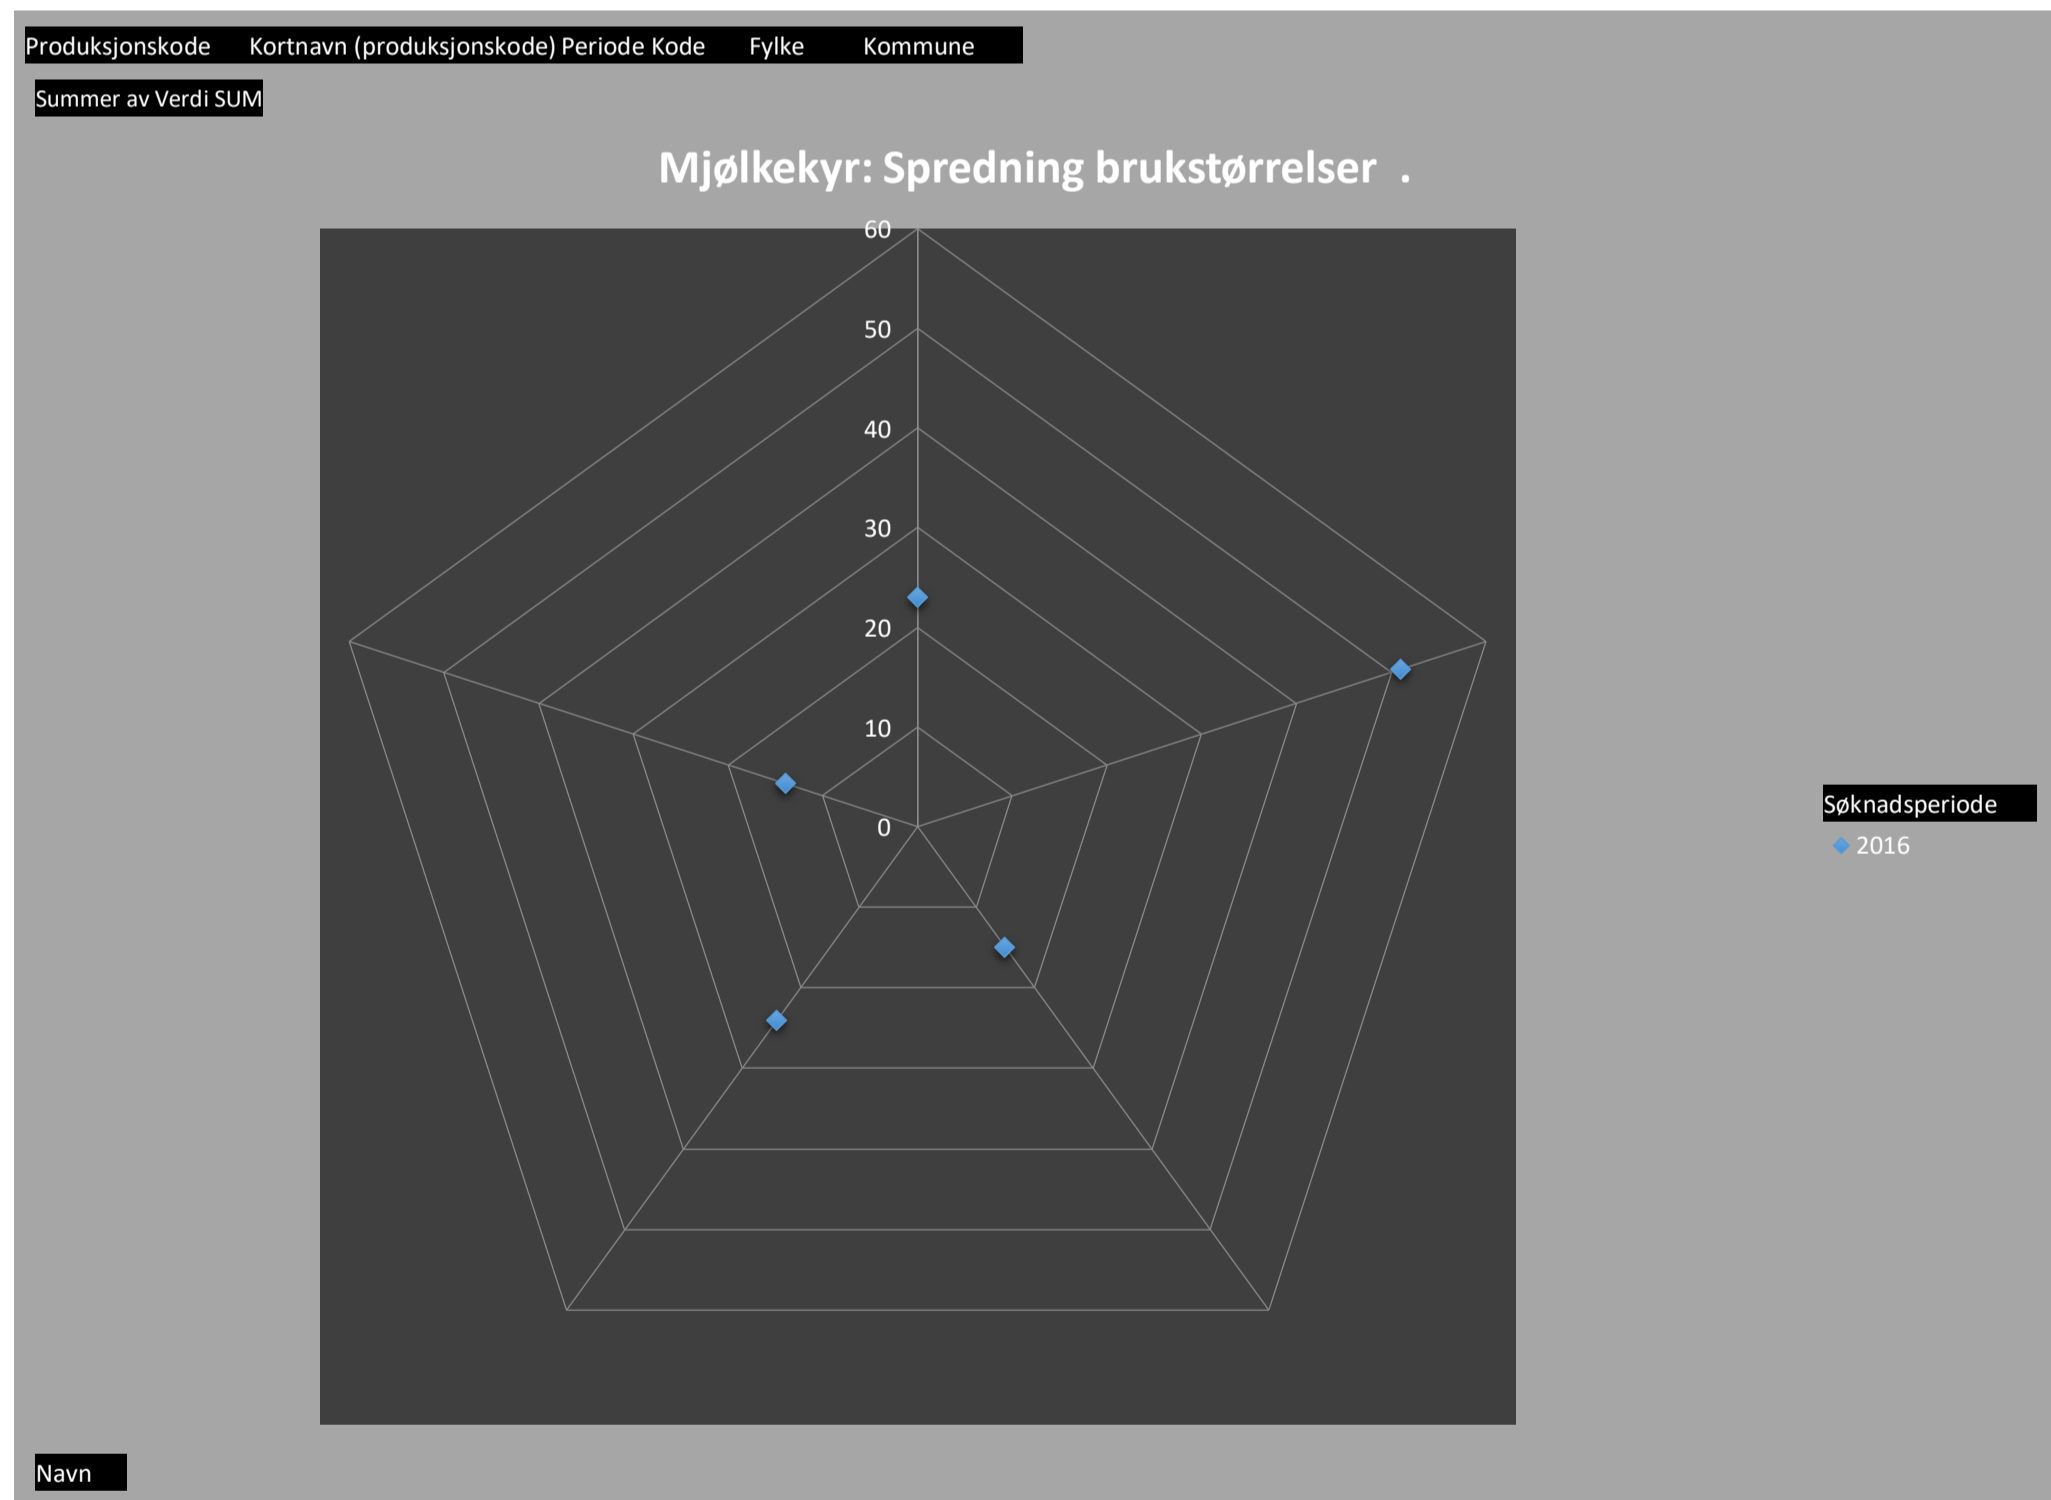 Produksjonskode Kortnavn (produksjonskode) Periode Kode Fylke Kommune
Summer av Verdi SUM
Mjølkekyr: Spredning brukstørrelser .
60
50
40
30
20
10
0
Søknadsperiode
2016
Navn